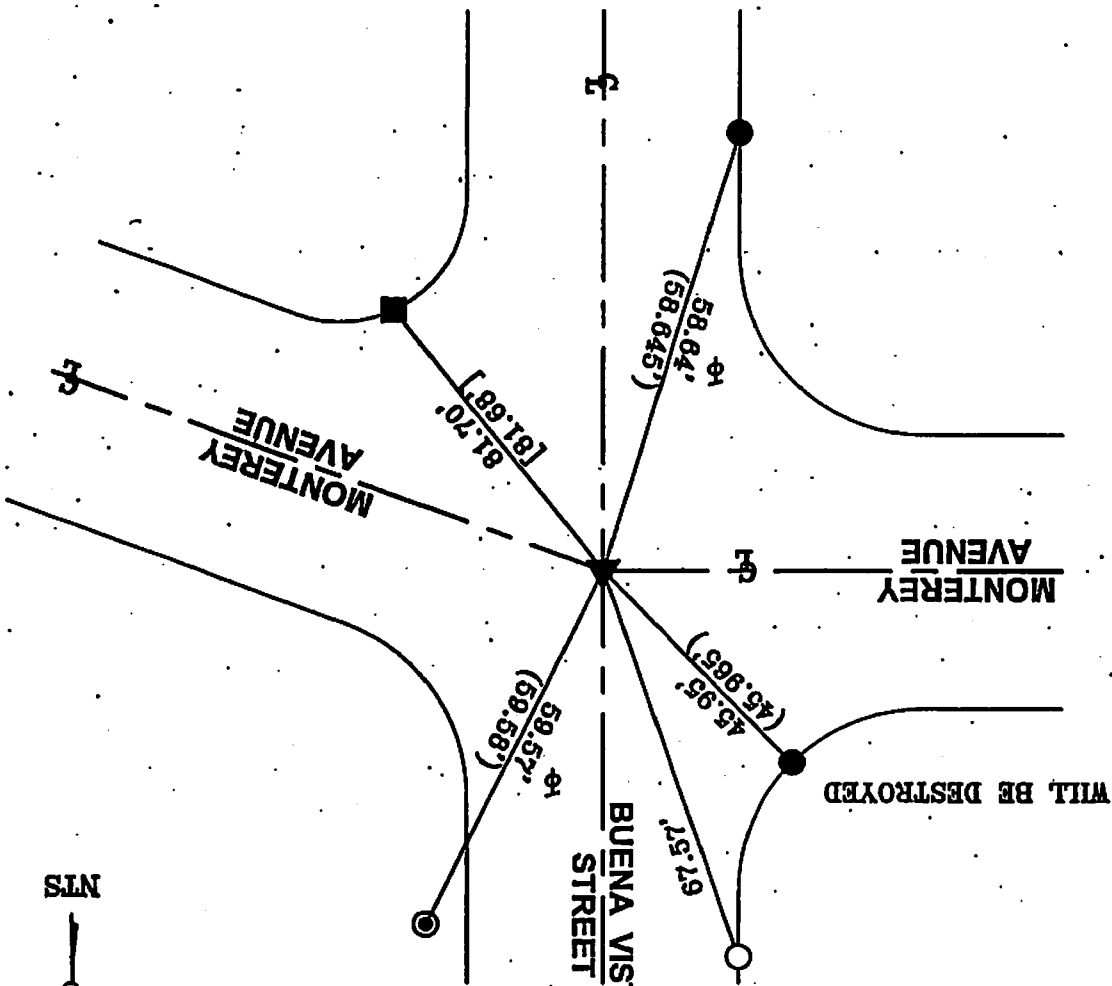 ℄
58.64'
(58.645')
81.70'
[81.68']
℄
MONTEREY
AVENUE
℄
MONTEREY
AVENUE
45.95'
(45.965')
59.57'
(59.58')
WILL BE DESTROYED
67.57'
BUENA VIS
STREET
NTS